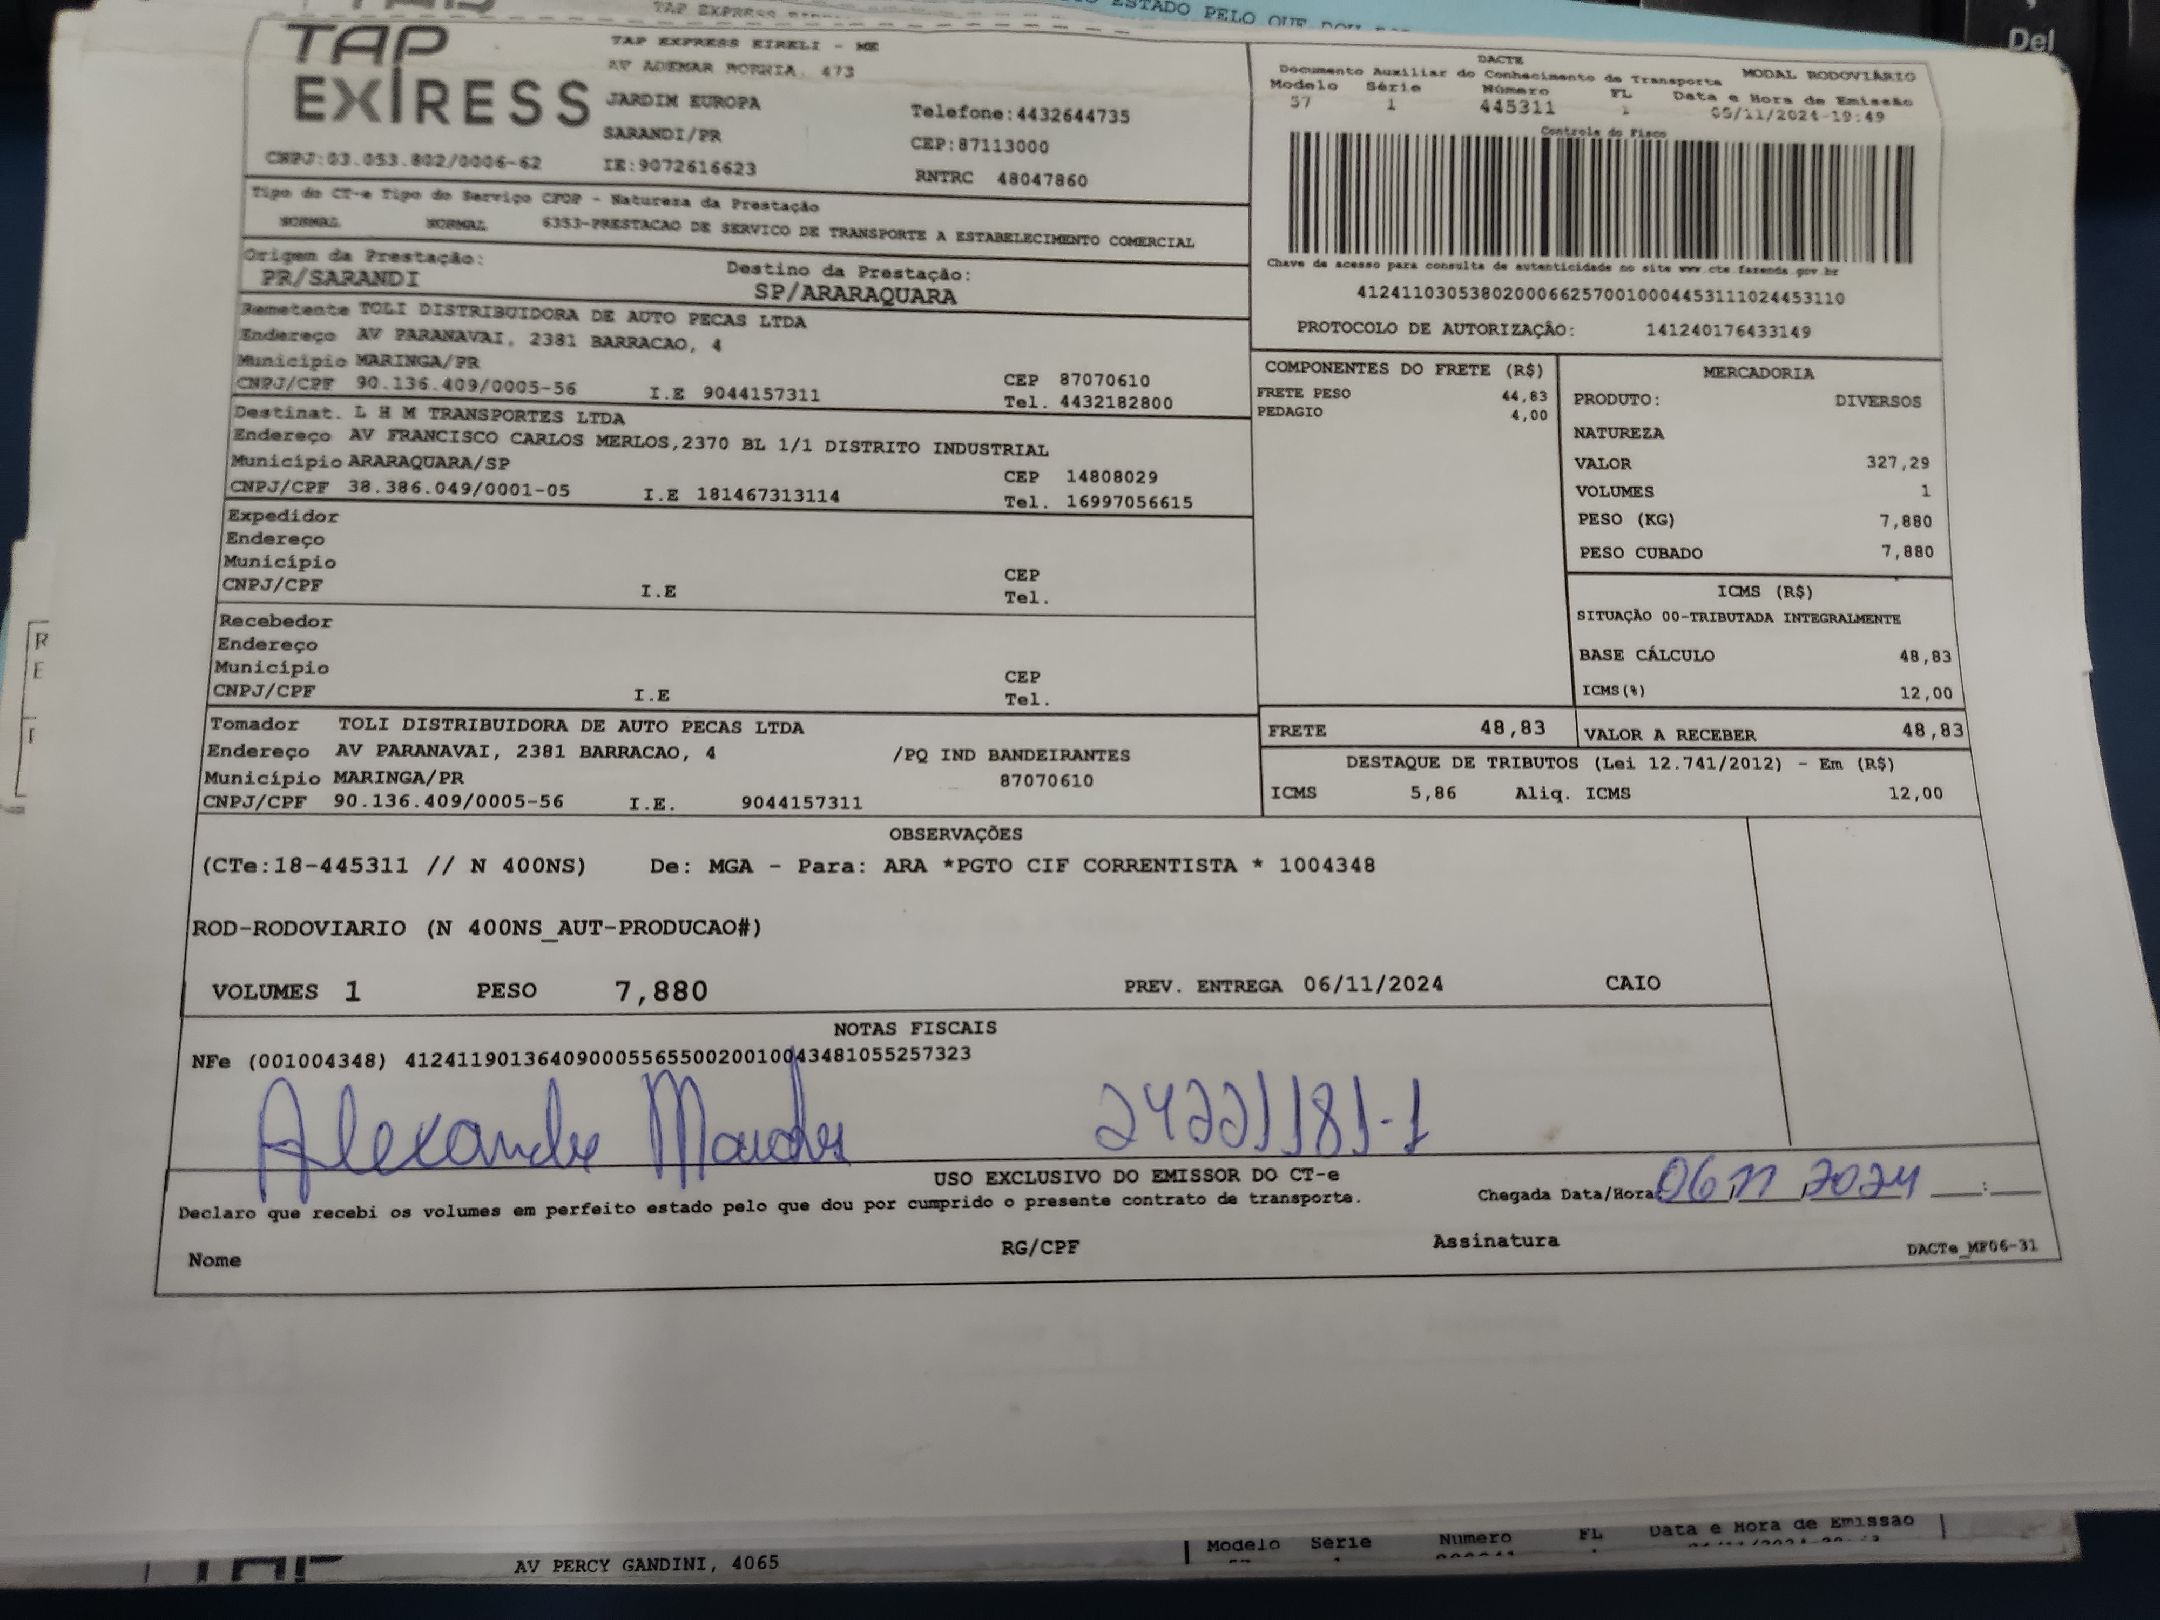 TAP EXPRESS
ESTADO PELO QUE DOU
Del
TAP
EXPRESS
TAP EXPRESS EIRELI - ME
AV ADEMAR BORNIA, 473
JARDIM EUROPA
Telefone:4432644735
SARANDI/PR
CEP:87113000
CNPJ:03.053.802/0006-62
IE:9072616623
RNTRC 48047860
DACTE
Documento Auxiliar do Conhecimento de Transporte MODAL RODOVIÁRIO
Modelo Série Número FL Data e Hora de Emissão
57 1 445311 1 05/11/2024-19:49
Controle do Fisco
Chave de acesso para consulta de autenticidade no site www.cte.fazenda.gov.br
41241103053802000662570010004453111024453110
PROTOCOLO DE AUTORIZAÇÃO: 141240176433149
Tipo do CT-e Tipo do Serviço CFOP - Natureza da Prestação
NORMAL NORMAL 6353-PRESTACAO DE SERVICO DE TRANSPORTE A ESTABELECIMENTO COMERCIAL
Origem da Prestação: Destino da Prestação:
PR/SARANDI SP/ARARAQUARA
Remetente TOLI DISTRIBUIDORA DE AUTO PECAS LTDA
Endereço AV PARANAVAI, 2381 BARRACAO, 4
Município MARINGA/PR CEP 87070610
CNPJ/CPF 90.136.409/0005-56 I.E 9044157311 Tel. 4432182800
Destinat. L H M TRANSPORTES LTDA
Endereço AV FRANCISCO CARLOS MERLOS,2370 BL 1/1 DISTRITO INDUSTRIAL
Município ARARAQUARA/SP CEP 14808029
CNPJ/CPF 38.386.049/0001-05 I.E 181467313114 Tel. 16997056615
Expedidor
Endereço
Município CEP
CNPJ/CPF I.E Tel.
Recebedor
Endereço
Município CEP
CNPJ/CPF I.E Tel.
Tomador TOLI DISTRIBUIDORA DE AUTO PECAS LTDA
Endereço AV PARANAVAI, 2381 BARRACAO, 4 /PQ IND BANDEIRANTES
Município MARINGA/PR 87070610
CNPJ/CPF 90.136.409/0005-56 I.E. 9044157311
COMPONENTES DO FRETE (R$)
FRETE PESO 44,83
PEDAGIO 4,00
MERCADORIA
PRODUTO: DIVERSOS
NATUREZA
VALOR 327,29
VOLUMES 1
PESO (KG) 7,880
PESO CUBADO 7,880
ICMS (R$)
SITUAÇÃO 00-TRIBUTADA INTEGRALMENTE
BASE CÁLCULO 48,83
ICMS(%) 12,00
FRETE 48,83 VALOR A RECEBER 48,83
DESTAQUE DE TRIBUTOS (Lei 12.741/2012) - Em (R$)
ICMS 5,86 Aliq. ICMS 12,00
OBSERVAÇÕES
(CTe:18-445311 // N 400NS) De: MGA - Para: ARA *PGTO CIF CORRENTISTA * 1004348
ROD-RODOVIARIO (N 400NS_AUT-PRODUCAO#)
VOLUMES 1 PESO 7,880 PREV. ENTREGA 06/11/2024 CAIO
NOTAS FISCAIS
NFe (001004348) 41241190136409000556550020010043481055257323
Alexandre 24221181-1
USO EXCLUSIVO DO EMISSOR DO CT-e
Declaro que recebi os volumes em perfeito estado pelo que dou por cumprido o presente contrato de transporte. Chegada Data/Hora 06 11 2024 :
Nome RG/CPF Assinatura DACTe_MF06-31
AV PERCY GANDINI, 4065
Modelo Série Número FL Data e Hora de Emissão